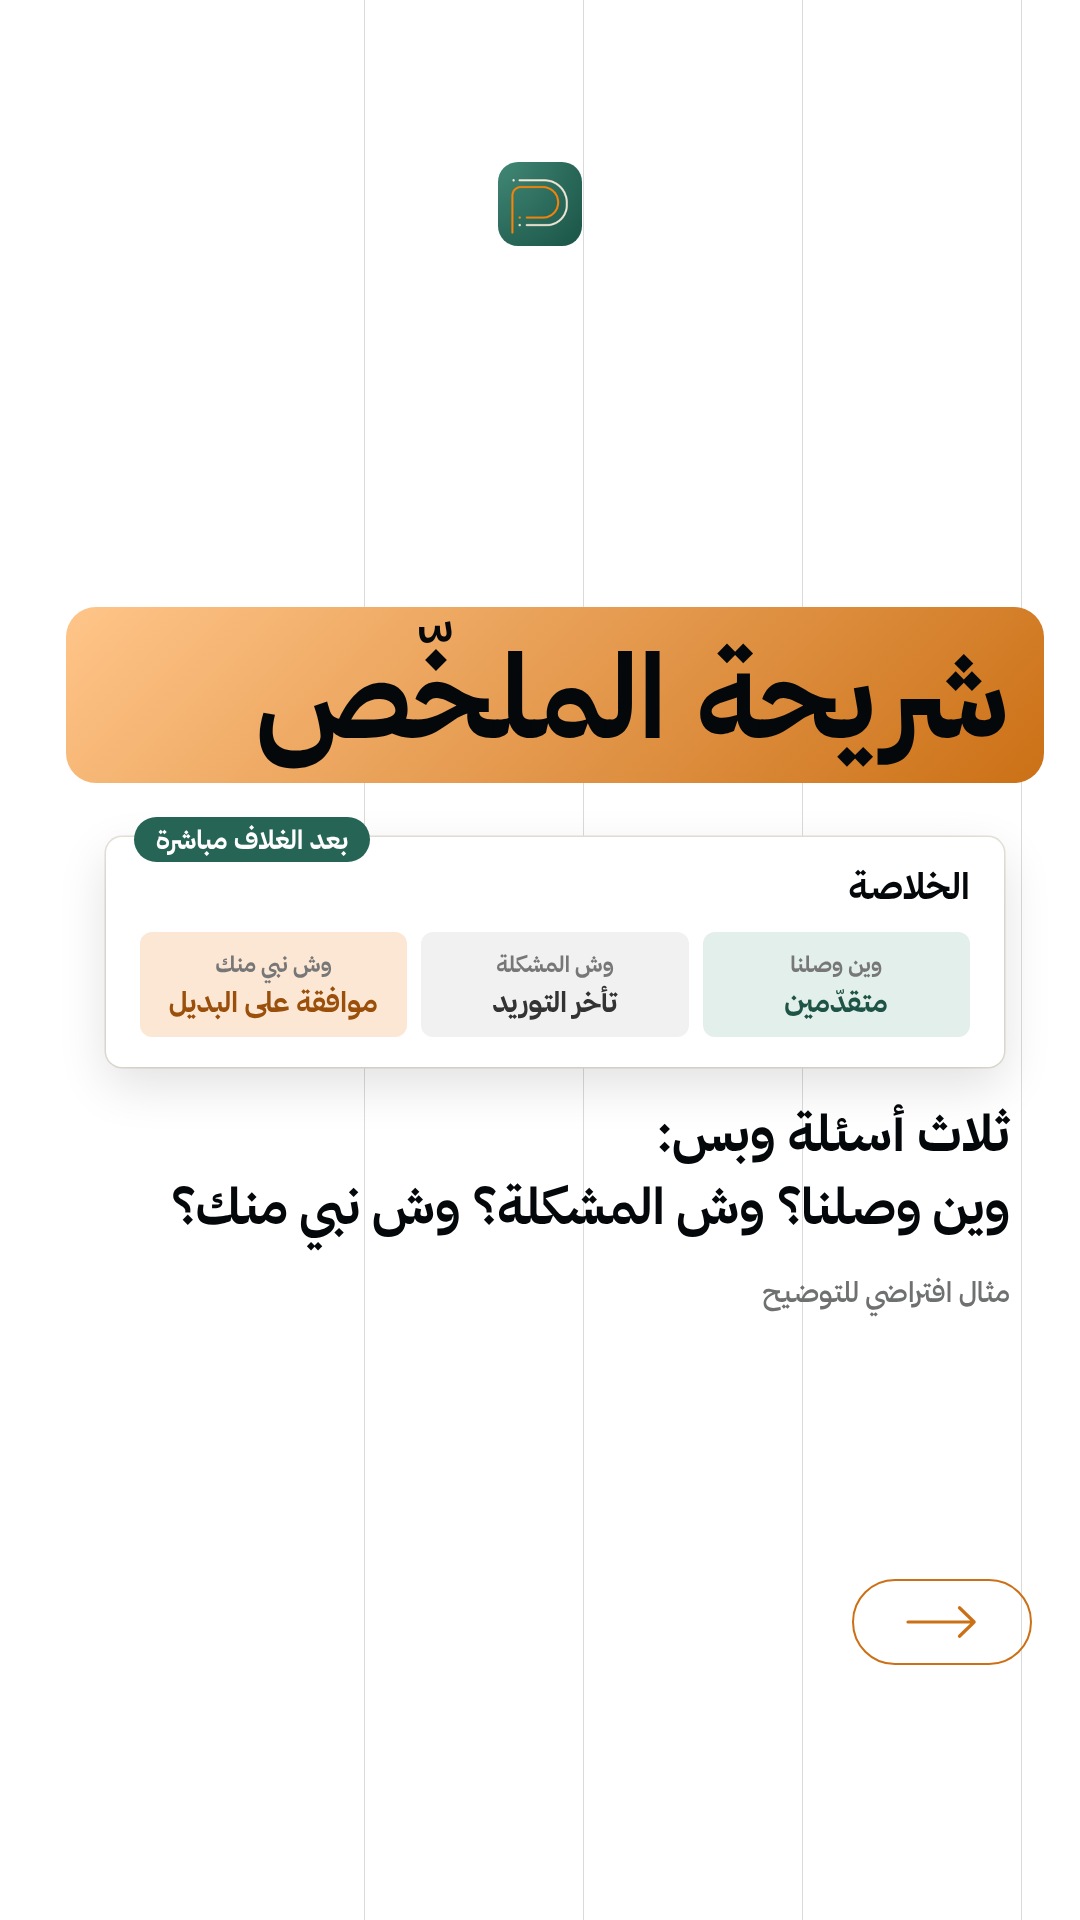 شريحة الملخّص
بعد الغلاف مباشرة
الخلاصة
وين وصلنا
متقدّمين
وش المشكلة
تأخر التوريد
وش نبي منك
موافقة على البديل
ثلاث أسئلة وبس:
وين وصلنا؟ وش المشكلة؟ وش نبي منك؟
مثال افتراضي للتوضيح